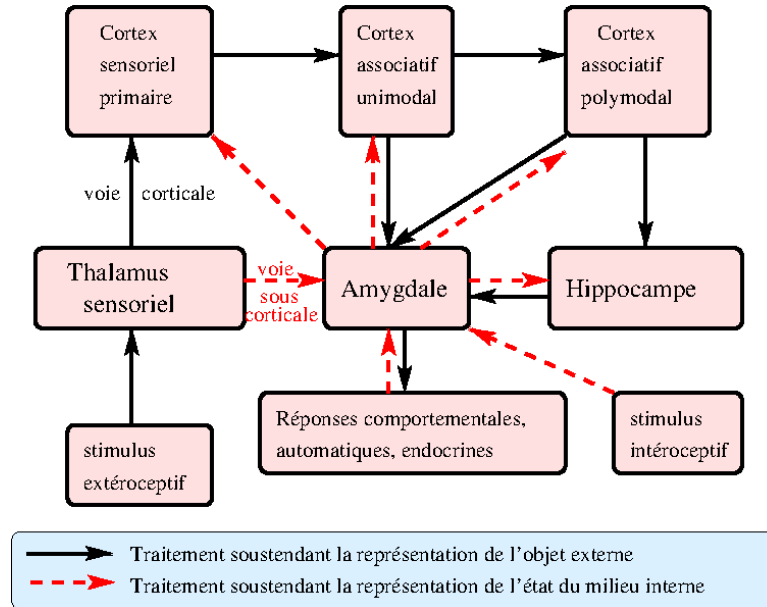 Cortex
sensoriel
primaire
Cortex
associatif
unimodal
Cortex
associatif
polymodal
voie corticale
Thalamus
sensoriel
voie
sous
corticale
Amygdale
Hippocampe
stimulus
extéroceptif
Réponses comportementales,
automatiques, endocrines
stimulus
intéroceptif
Traitement soustendant la représentation de l'objet externe
Traitement soustendant la représentation de l'état du milieu interne